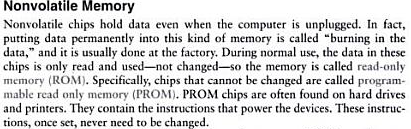 Nonvolatile Memory
Nonvolatile chips hold data even when the computer is unplugged. In fact,
putting data permanently into this kind of memory is called “burning in the
data,” and it is usually done at the factory. During normal use, the data in these
chips is only read and used—not changed—so the memory is called read-only
memory (ROM). Specifically, chips that cannot be changed are called program-
mable read only memory (PROM). PROM chips are often found on hard drives
and printers. They contain the instructions that power the devices. These instruc-
tions, once set, never need to be changed.